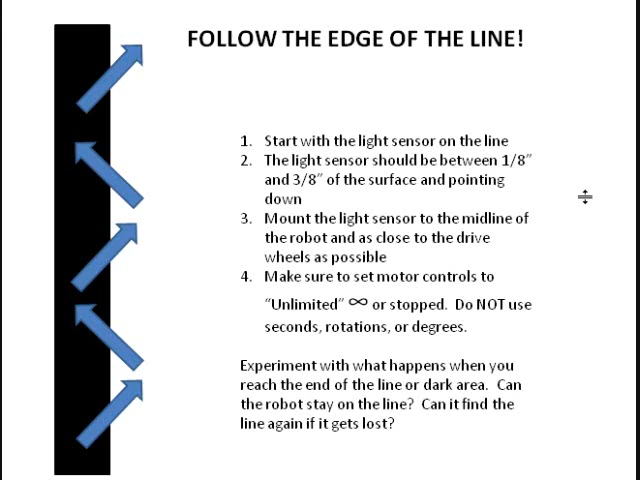 FOLLOW THE EDGE OF THE LINE!
1. Start with the light sensor on the line
2. The light sensor should be between 1/8”
and 3/8” of the surface and pointing
down
3. Mount the light sensor to the midline of
the robot and as close to the drive
wheels as possible
4. Make sure to set motor controls to
“Unlimited” ∞ or stopped. Do NOT use
seconds, rotations, or degrees.
Experiment with what happens when you
reach the end of the line or dark area. Can
the robot stay on the line? Can it find the
line again if it gets lost?